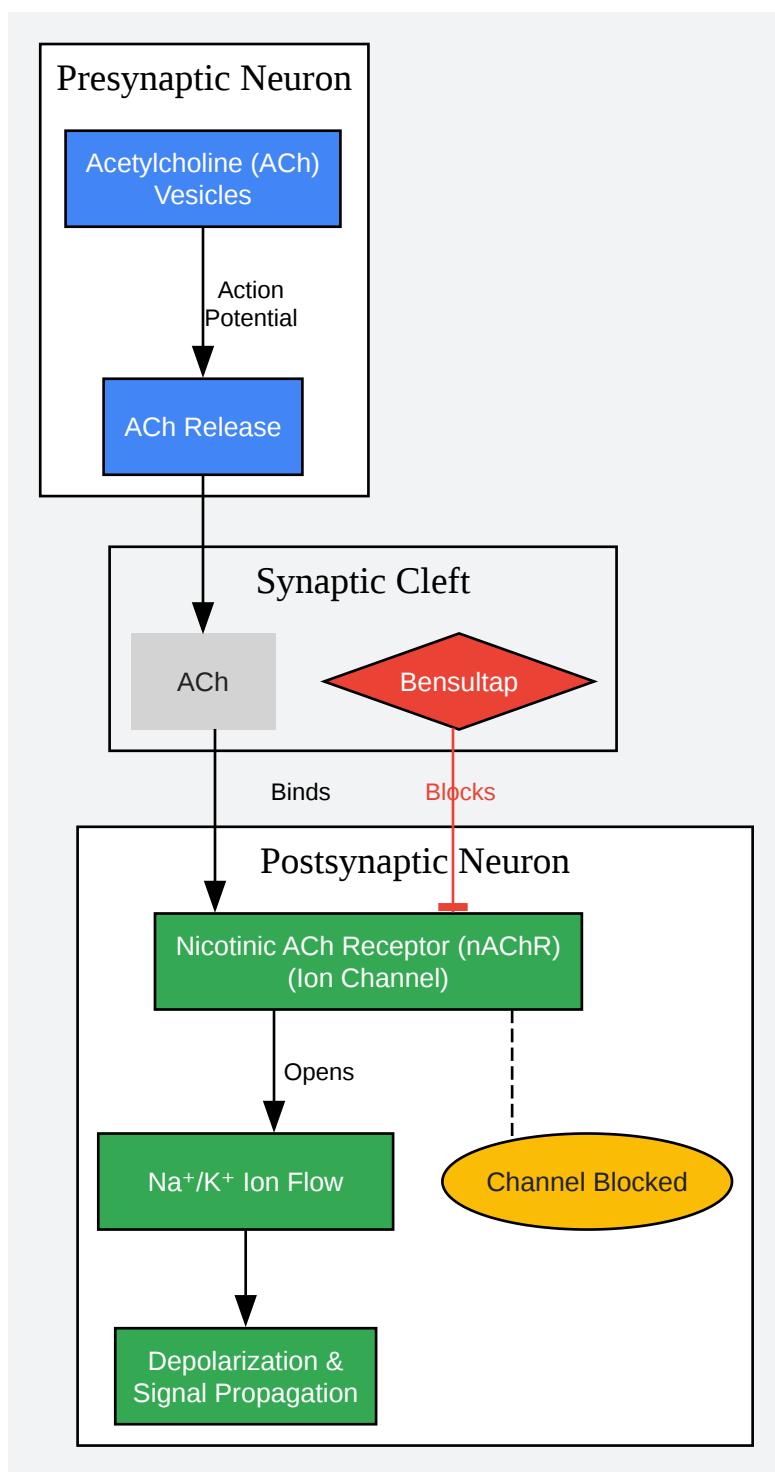 Presynaptic Neuron
Acetylcholine (ACh)
Vesicles
Action
Potential
ACh Release
Synaptic Cleft
ACh
Bensultap
Binds
Blocks
Postsynaptic Neuron
Nicotinic ACh Receptor (nAChR)
(Ion Channel)
Opens
Na⁺/K⁺ Ion Flow
Channel Blocked
Depolarization &
Signal Propagation